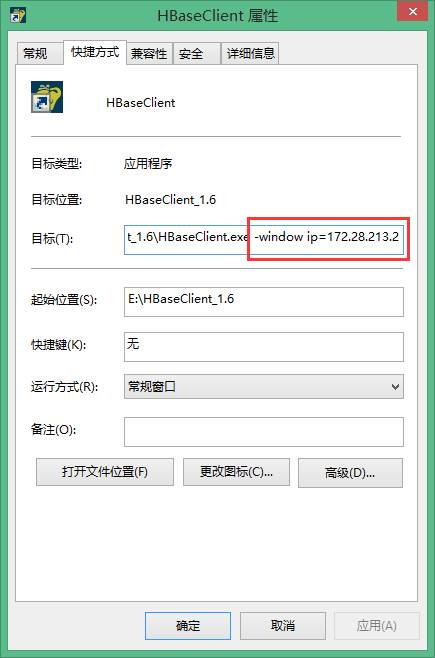 HBaseClient 属性
常规 快捷方式 兼容性 安全 详细信息
HBaseClient
目标类型: 应用程序
目标位置: HBaseClient_1.6
目标(T): t_1.6\HBaseClient.exe -window ip=172.28.213.2
起始位置(S): E:\HBaseClient_1.6
快捷键(K): 无
运行方式(R): 常规窗口
备注(O):
打开文件位置(F) 更改图标(C)... 高级(D)...
确定 取消 应用(A)